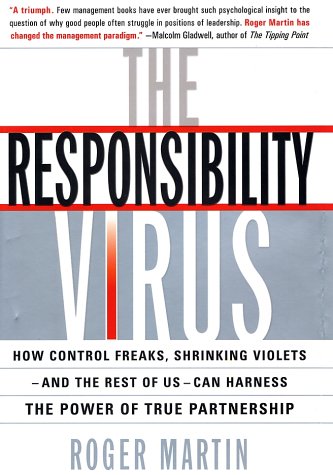 "A triumph. Few management books have ever brought such psychological insight to the
question of why good people often struggle in positions of leadership. Roger Martin
has changed the management paradigm." —Malcolm Gladwell, author of The Tipping Point
THE
RESPONSIBILITY
ViRUS
HOW CONTROL FREAKS, SHRINKING VIOLETS
—AND THE REST OF US—CAN HARNESS
THE POWER OF TRUE PARTNERSHIP
ROGER MARTIN